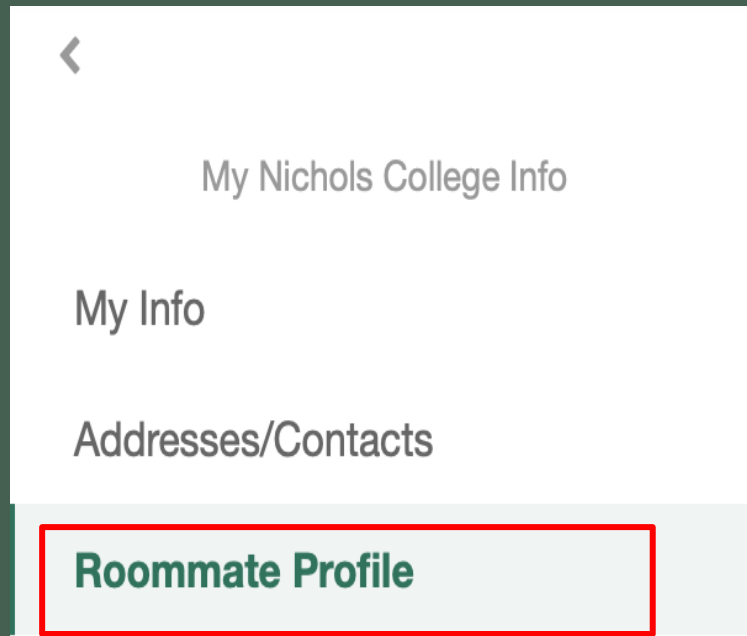 My Nichols College Info
My Info
Addresses/Contacts
Roommate Profile